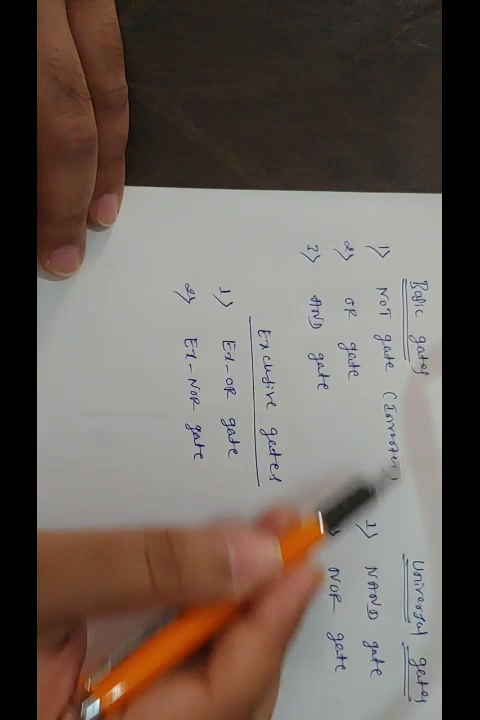 Basic gates
1) NOT gate (Inverter)
2) OR gate
3) AND gate
Universal gates
1) NAND gate
NOR gate
Exclusive gates
1) EX-OR gate
2) EX-NOR gate